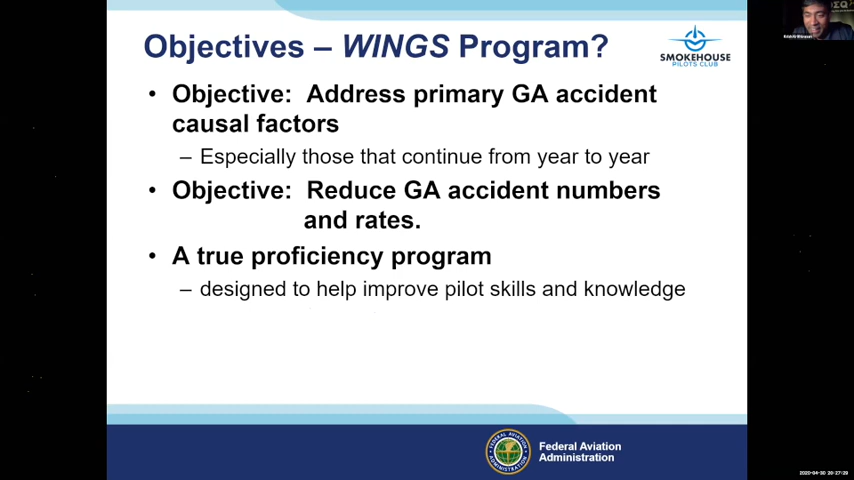 Objectives – WINGS Program?
SMOKEHOUSE
PILOTS CLUB
• Objective: Address primary GA accident
causal factors
– Especially those that continue from year to year
• Objective: Reduce GA accident numbers
and rates.
• A true proficiency program
– designed to help improve pilot skills and knowledge
Federal Aviation
Administration